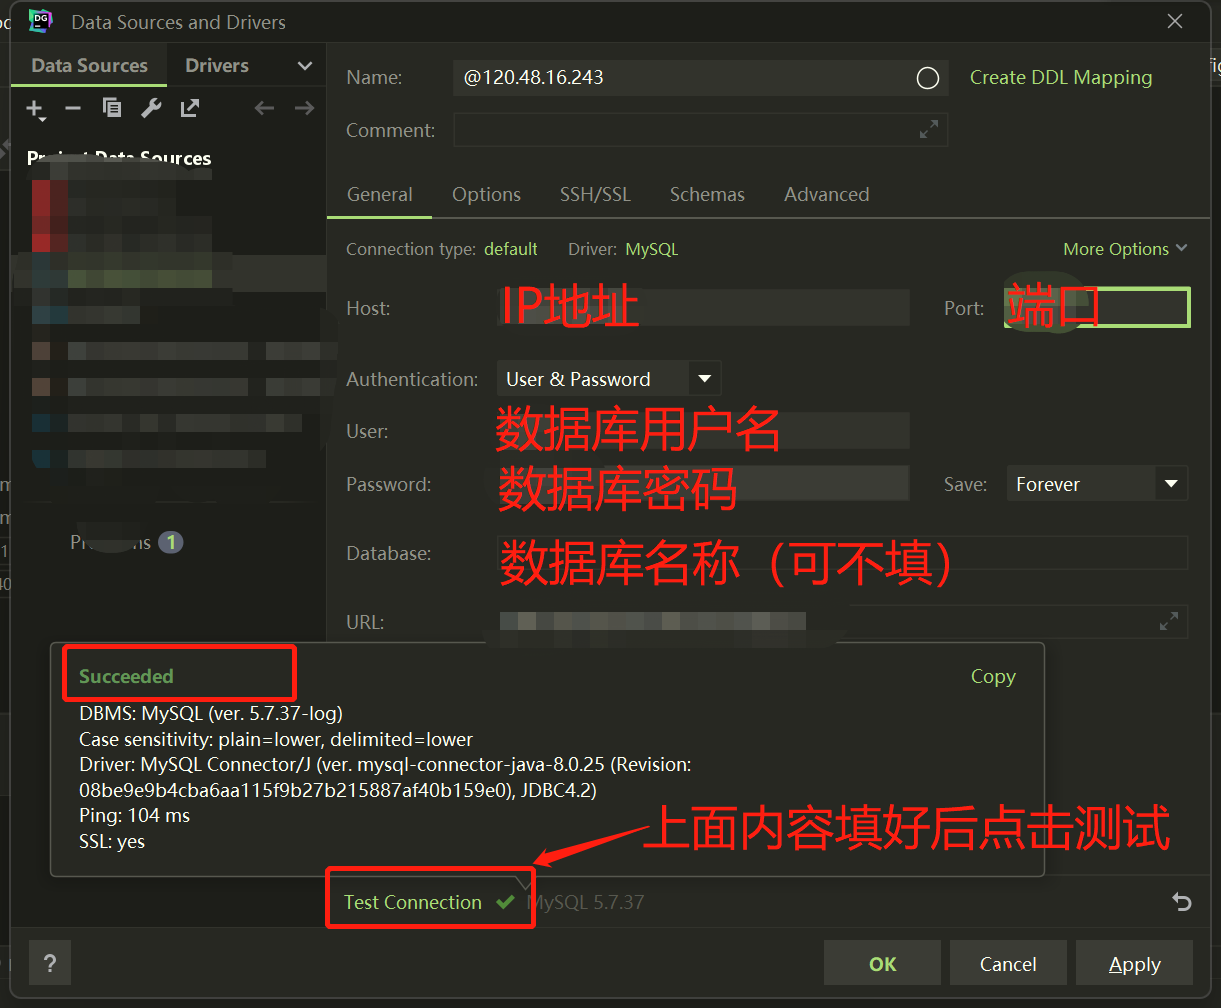 DG Data Sources and Drivers
Data Sources Drivers
Project Data Sources
1
Name: @120.48.16.243 Create DDL Mapping
Comment:
General Options SSH/SSL Schemas Advanced
Connection type: default Driver: MySQL More Options
Host: IP地址 Port: 端口
Authentication: User & Password
User: 数据库用户名
Password: 数据库密码 Save: Forever
Database: 数据库名称（可不填）
URL:
Succeeded Copy
DBMS: MySQL (ver. 5.7.37-log)
Case sensitivity: plain=lower, delimited=lower
Driver: MySQL Connector/J (ver. mysql-connector-java-8.0.25 (Revision:
08be9e9b4cba6aa115f9b27b215887af40b159e0), JDBC4.2)
Ping: 104 ms
SSL: yes
上面内容填好后点击测试
Test Connection MySQL 5.7.37
? OK Cancel Apply